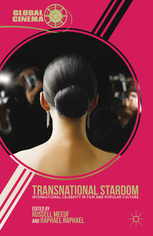 GLOBAL
CINEMA
TRANSNATIONAL STARDOM
INTERNATIONAL CELEBRITY IN FILM AND POPULAR CULTURE
EDITED BY
RUSSELL MEEUF
AND RAPHAEL RAPHAEL